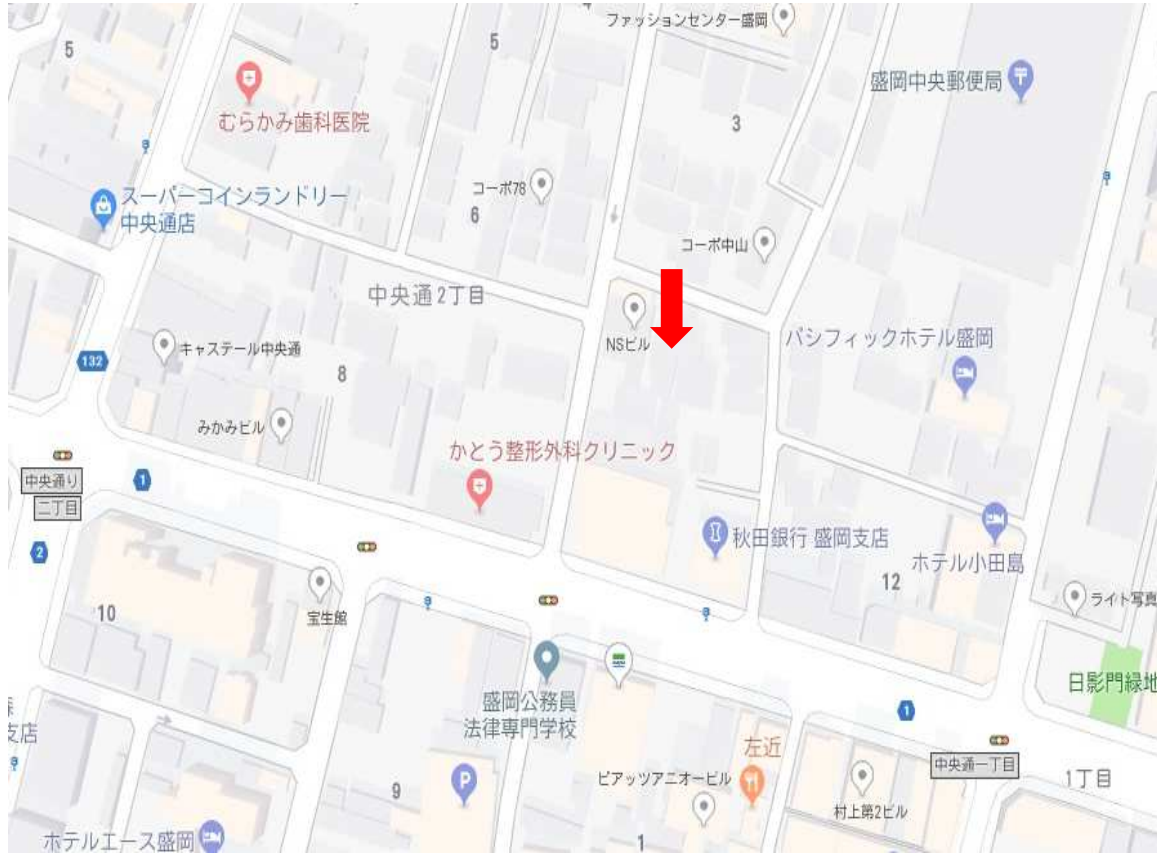 ファッションセンター盛岡
5
5
盛岡中央郵便局
むらかみ歯科医院
3
スーパーコインランドリー
中央通店
コーポ78
6
コーポ中山
中央通2丁目
NSビル
パシフィックホテル盛岡
キャステール中央通
132
8
みかみビル
かとう整形外科クリニック
中央通り
二丁目
1
秋田銀行 盛岡支店
ホテル小田島
2
12
10
宝生館
ライト写真
盛岡公務員
法律専門学校
日影門緑地
支店
1
左近
中央通一丁目
1丁目
ピアッツアニオービル
9
P
村上第2ビル
ホテルエース盛岡
1